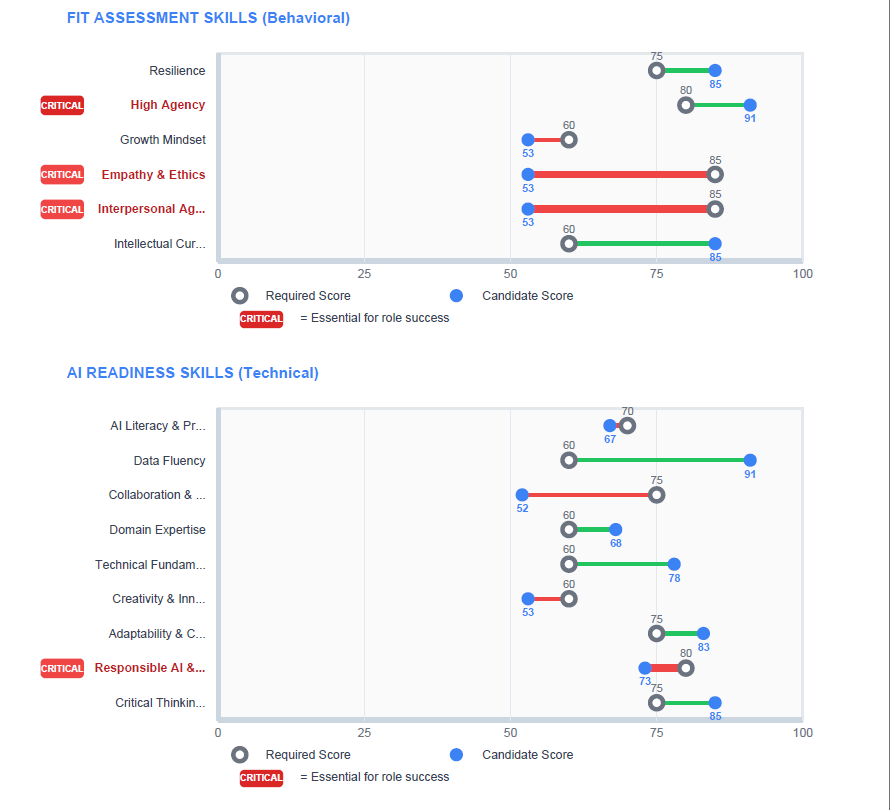 FIT ASSESSMENT SKILLS (Behavioral)
75
Resilience
85
80
CRITICAL High Agency
91
60
Growth Mindset
53
85
CRITICAL Empathy & Ethics
53
85
CRITICAL Interpersonal Ag...
53
60
Intellectual Cur...
85
0 25 50 75 100
Required Score Candidate Score
CRITICAL = Essential for role success
AI READINESS SKILLS (Technical)
70
AI Literacy & Pr...
67
60
Data Fluency
91
75
Collaboration & ...
52
60
Domain Expertise
68
60
Technical Fundam...
78
60
Creativity & Inn...
53
75
Adaptability & C...
83
80
CRITICAL Responsible AI &...
73
75
Critical Thinkin...
85
0 25 50 75 100
Required Score Candidate Score
CRITICAL = Essential for role success